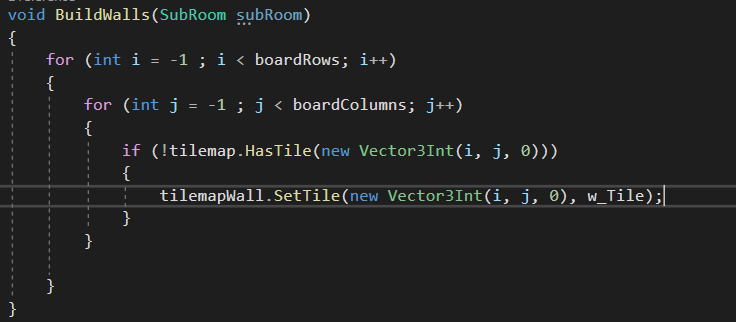 void BuildWalls(SubRoom subRoom)
{
for (int i = -1 ; i < boardRows; i++)
{
for (int j = -1 ; j < boardColumns; j++)
{
if (!tilemap.HasTile(new Vector3Int(i, j, 0)))
{
tilemapWall.SetTile(new Vector3Int(i, j, 0), w_Tile);
}
}
}
}